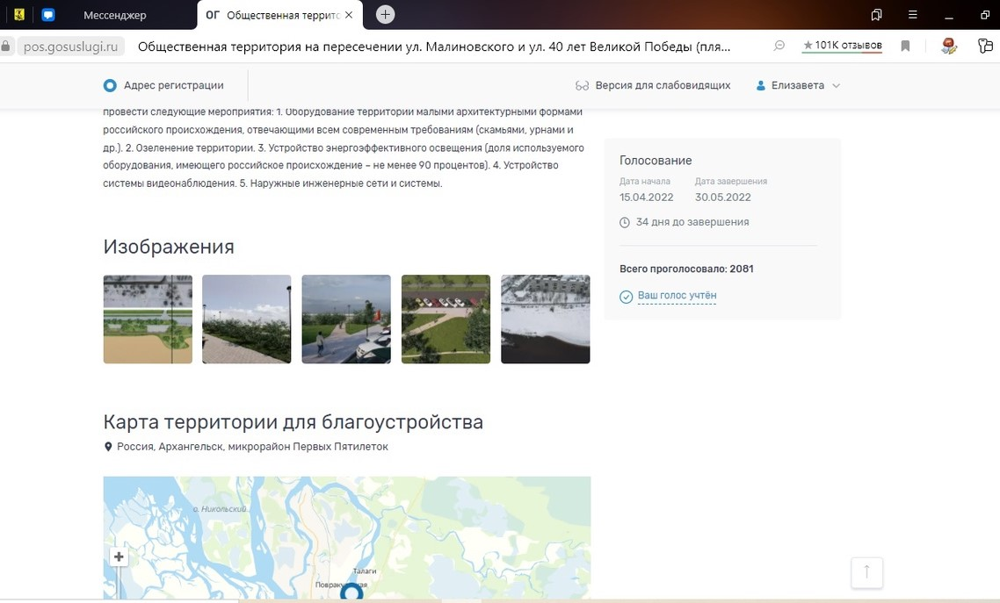 Мессенджер
ОГ Общественная террито
pos.gosuslugi.ru Общественная территория на пересечении ул. Малиновского и ул. 40 лет Великой Победы (пля... ★ 101К отзывов
Адрес регистрации
Версия для слабовидящих
Елизавета
провести следующие мероприятия: 1. Оборудование территории малыми архитектурными формами
российского происхождения, отвечающими всем современным требованиям (скамьями, урнами и
др.). 2. Озеленение территории. 3. Устройство энергоэффективного освещения (доля используемого
оборудования, имеющего российское происхождение – не менее 90 процентов). 4. Устройство
системы видеонаблюдения. 5. Наружные инженерные сети и системы.
Голосование
Дата начала Дата завершения
15.04.2022 30.05.2022
34 дня до завершения
Всего проголосовало: 2081
Ваш голос учтён
Изображения
Карта территории для благоустройства
Россия, Архангельск, микрорайон Первых Пятилеток
о. Никольский
Талаги